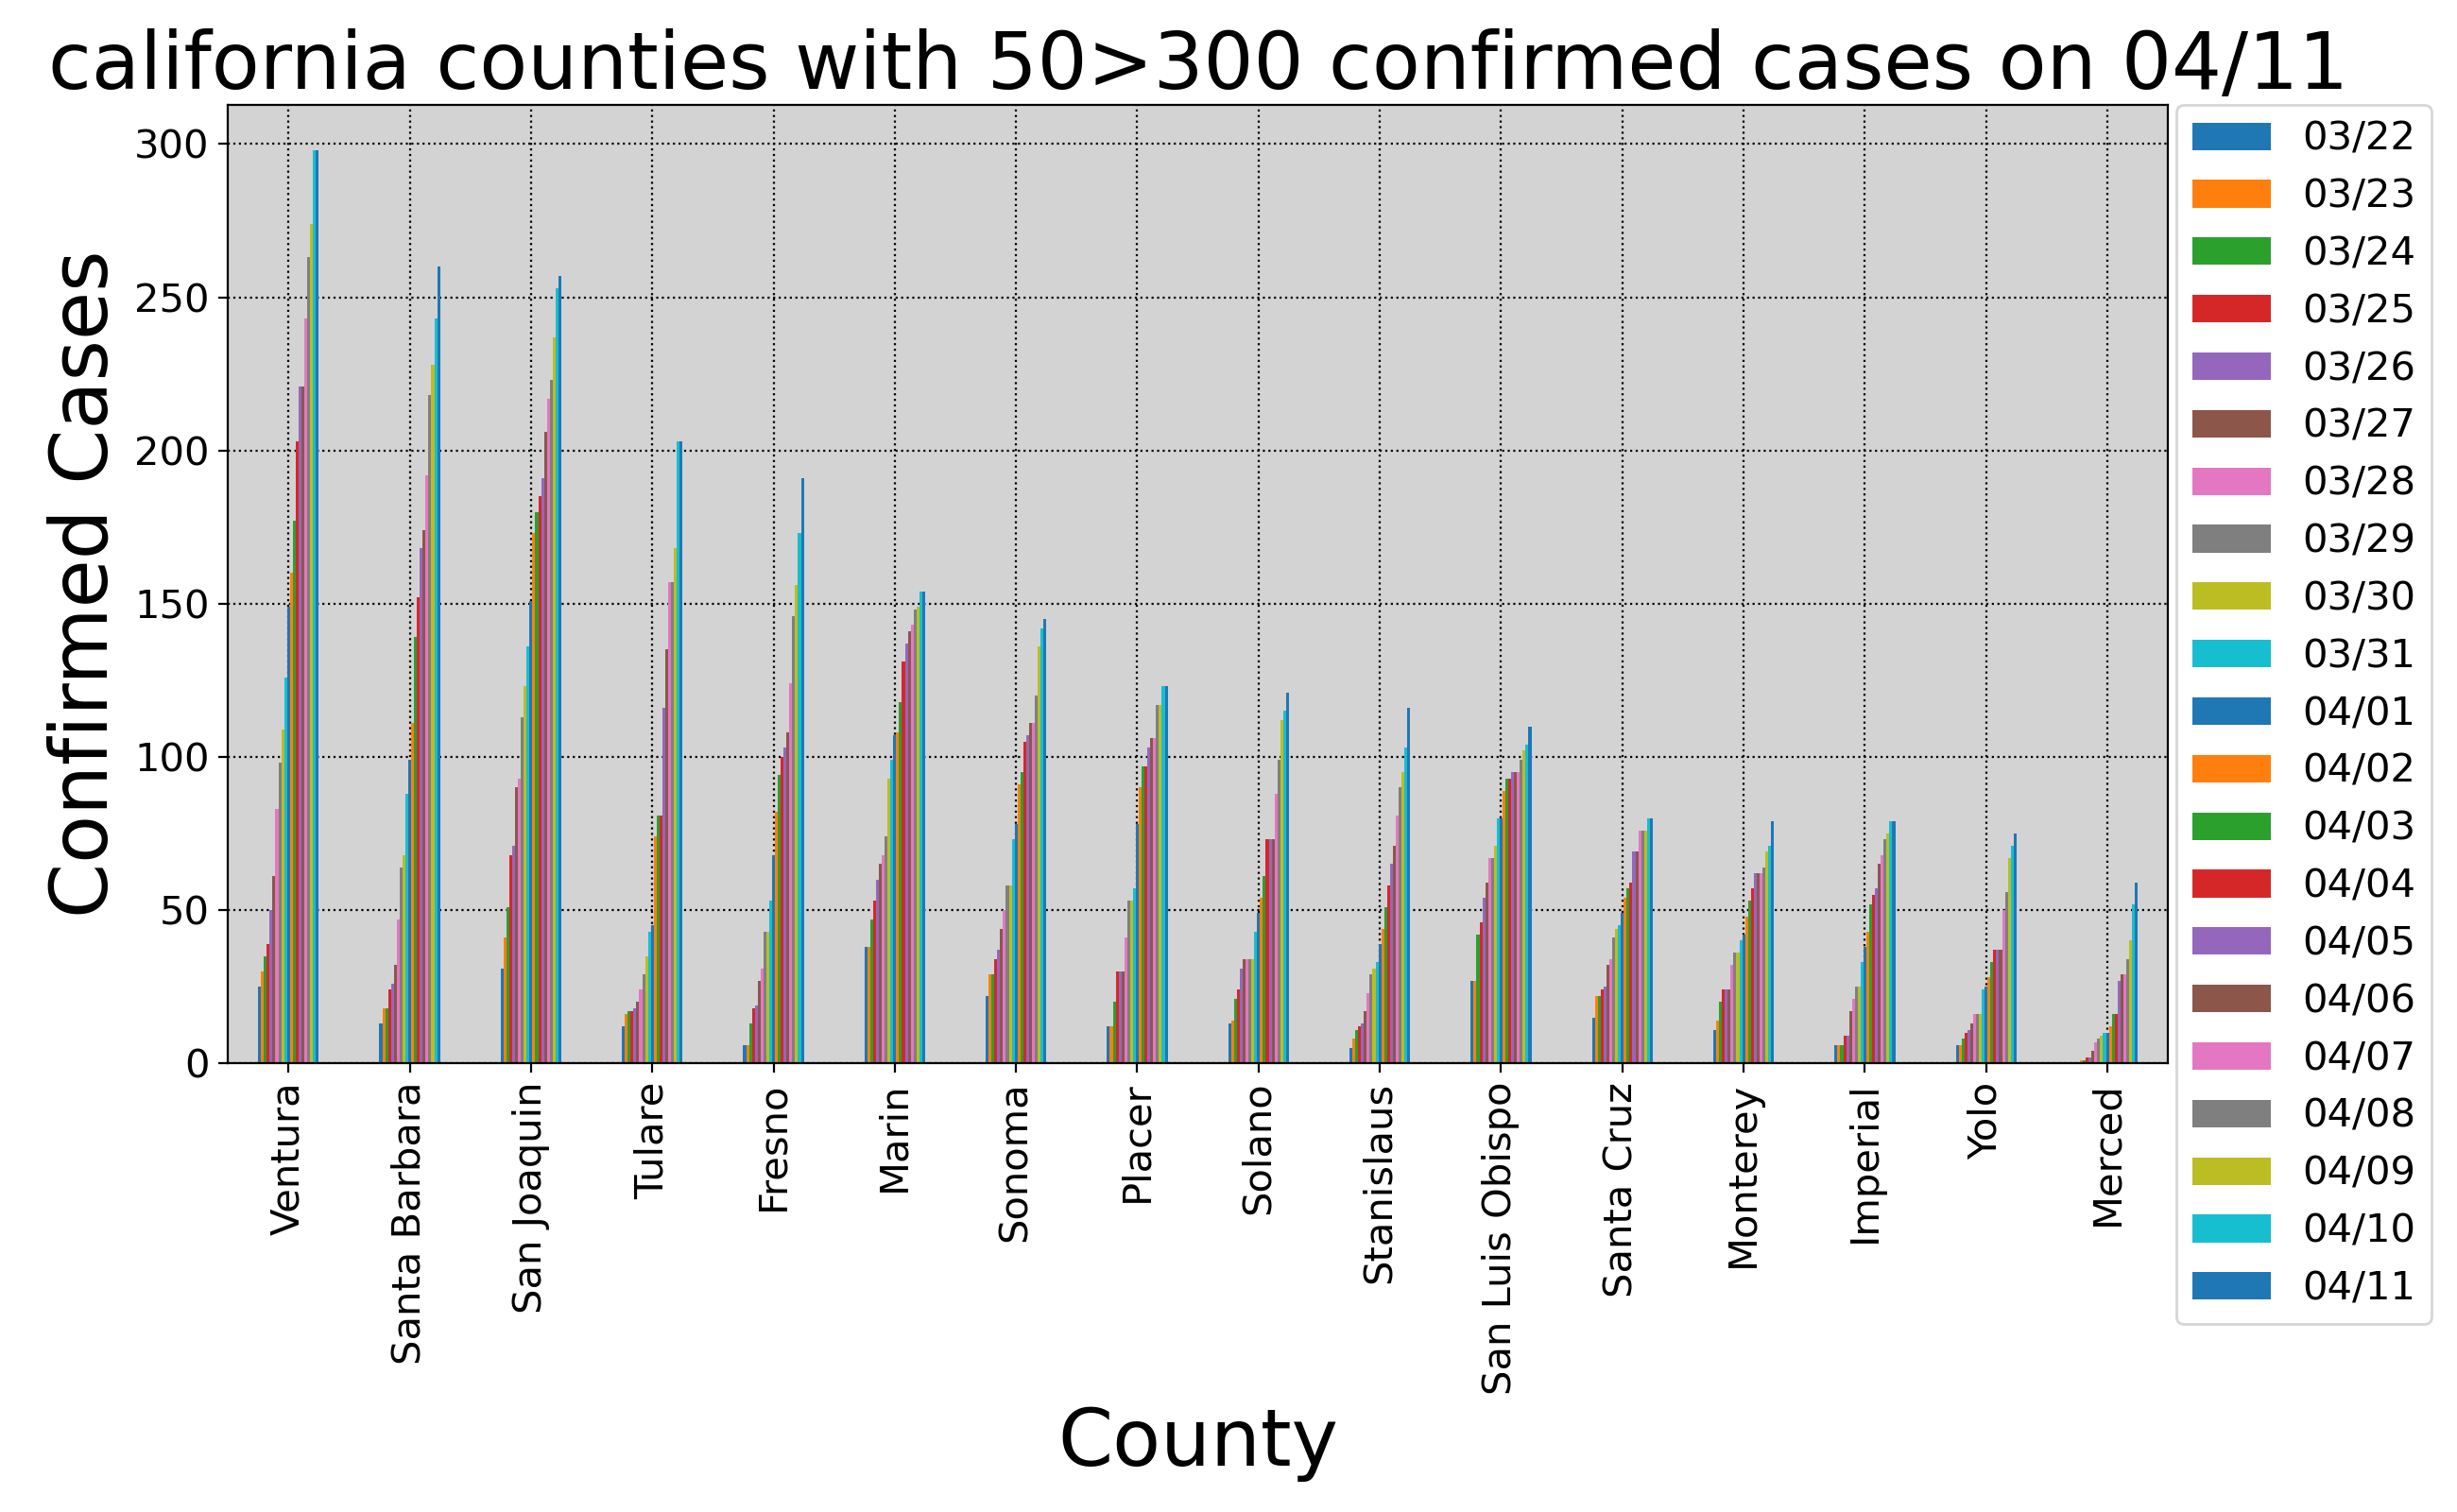 california counties with 50>300 confirmed cases on 04/11
Confirmed Cases
300
250
200
150
100
50
0
Ventura
Santa Barbara
San Joaquin
Tulare
Fresno
Marin
Sonoma
Placer
Solano
Stanislaus
San Luis Obispo
Santa Cruz
Monterey
Imperial
Yolo
Merced
County
03/22
03/23
03/24
03/25
03/26
03/27
03/28
03/29
03/30
03/31
04/01
04/02
04/03
04/04
04/05
04/06
04/07
04/08
04/09
04/10
04/11